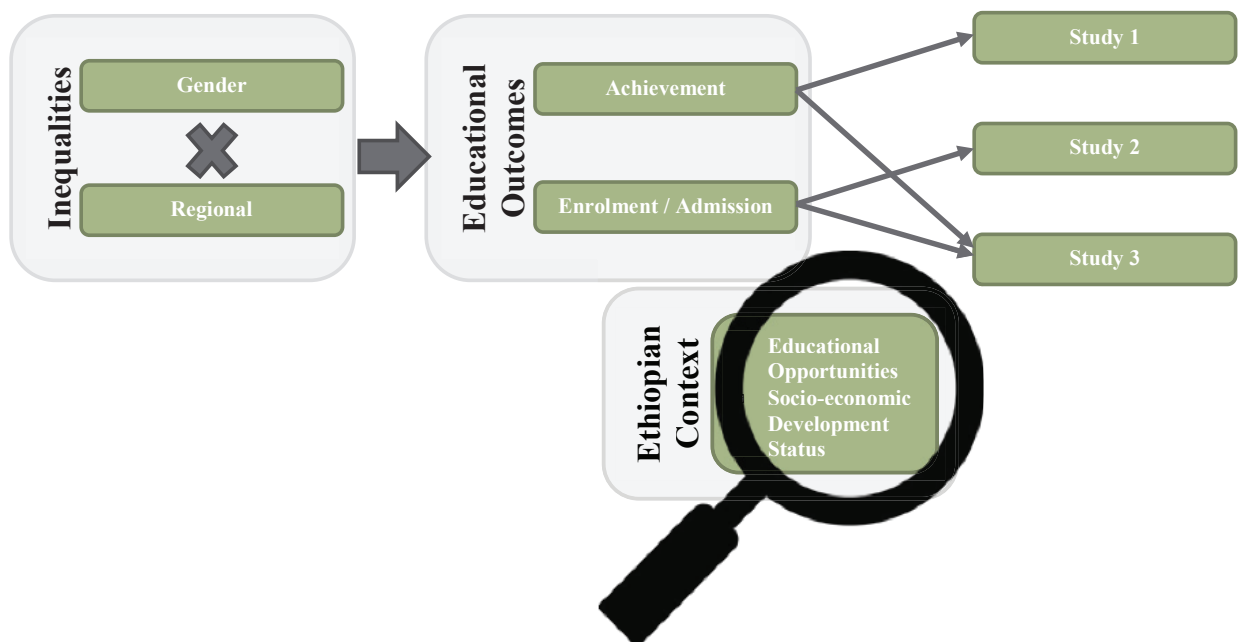 Inequalities
Gender
Regional
Educational
Outcomes
Achievement
Enrolment / Admission
Study 1
Study 2
Study 3
Ethiopian
Context
Educational
Opportunities
Socio-economic
Development
Status